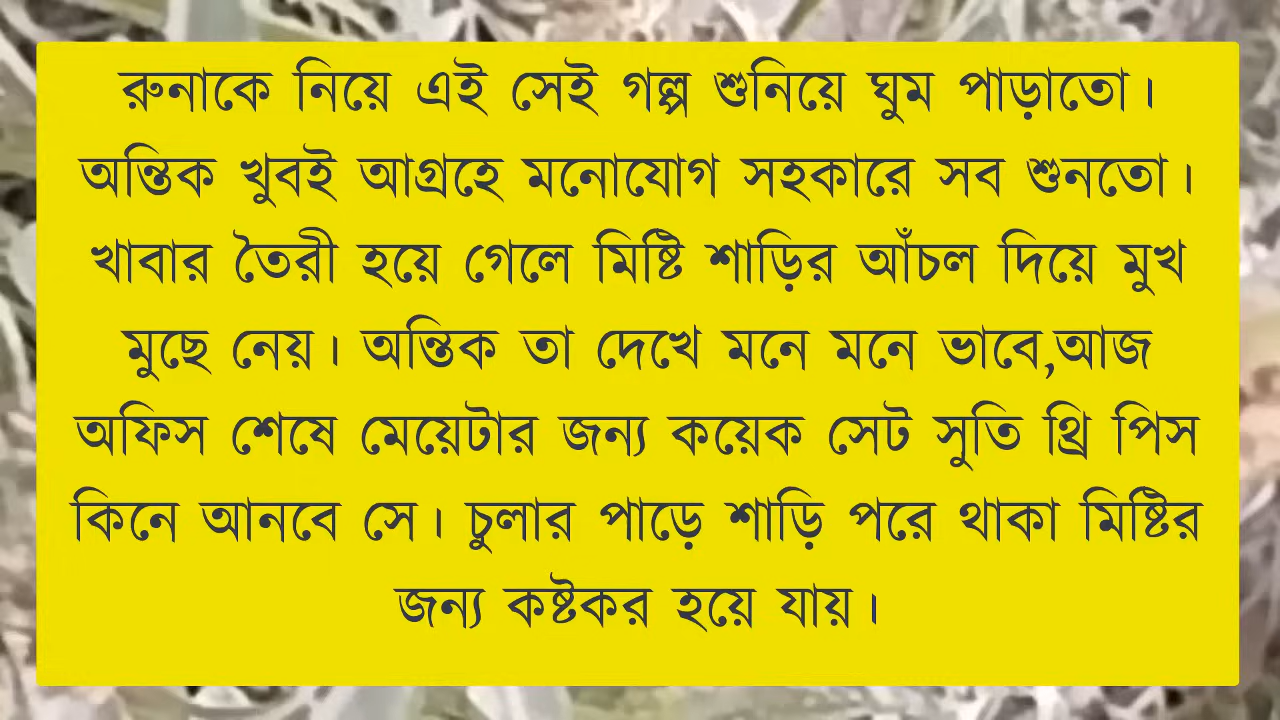 রুনাকে নিয়ে এই সেই গল্প শুনিয়ে ঘুম পাড়াতো।
অন্তিক খুবই আগ্রহে মনোযোগ সহকারে সব শুনতো।
খাবার তৈরী হয়ে গেলে মিষ্টি শাড়ির আঁচল দিয়ে মুখ
মুছে নেয়। অন্তিক তা দেখে মনে মনে ভাবে,আজ
অফিস শেষে মেয়েটার জন্য কয়েক সেট সুতি থ্রি পিস
কিনে আনবে সে। চুলার পাড়ে শাড়ি পরে থাকা মিষ্টির
জন্য কষ্টকর হয়ে যায়।